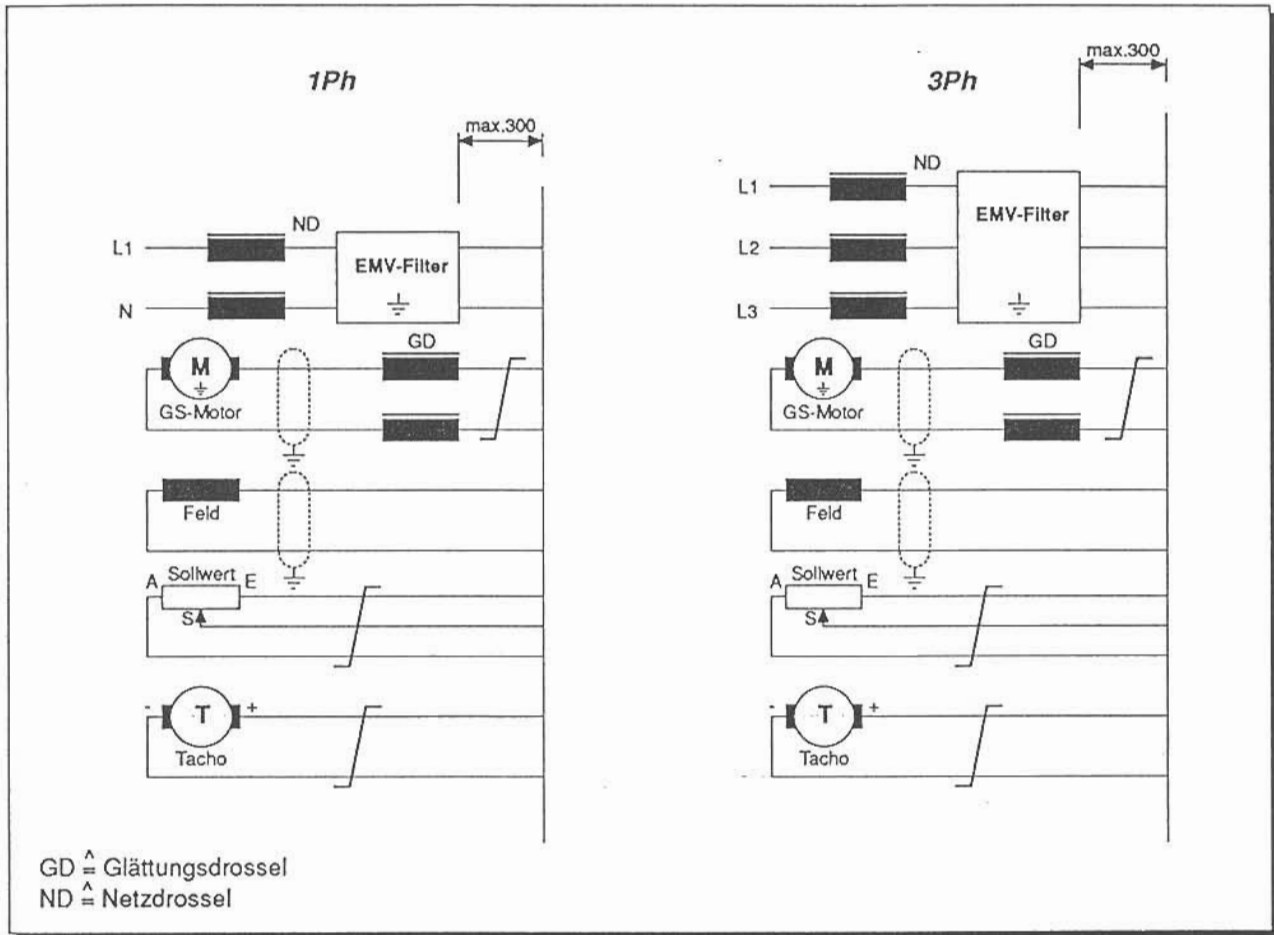 1Ph
max.300
ND
L1
EMV-Filter
N
GD
M
GS-Motor
Feld
A Sollwert E
S
- T +
Tacho
3Ph
max.300
ND
L1
EMV-Filter
L2
L3
GD
M
GS-Motor
Feld
A Sollwert E
S
- T +
Tacho
GD ≙ Glättungsdrossel
ND ≙ Netzdrossel